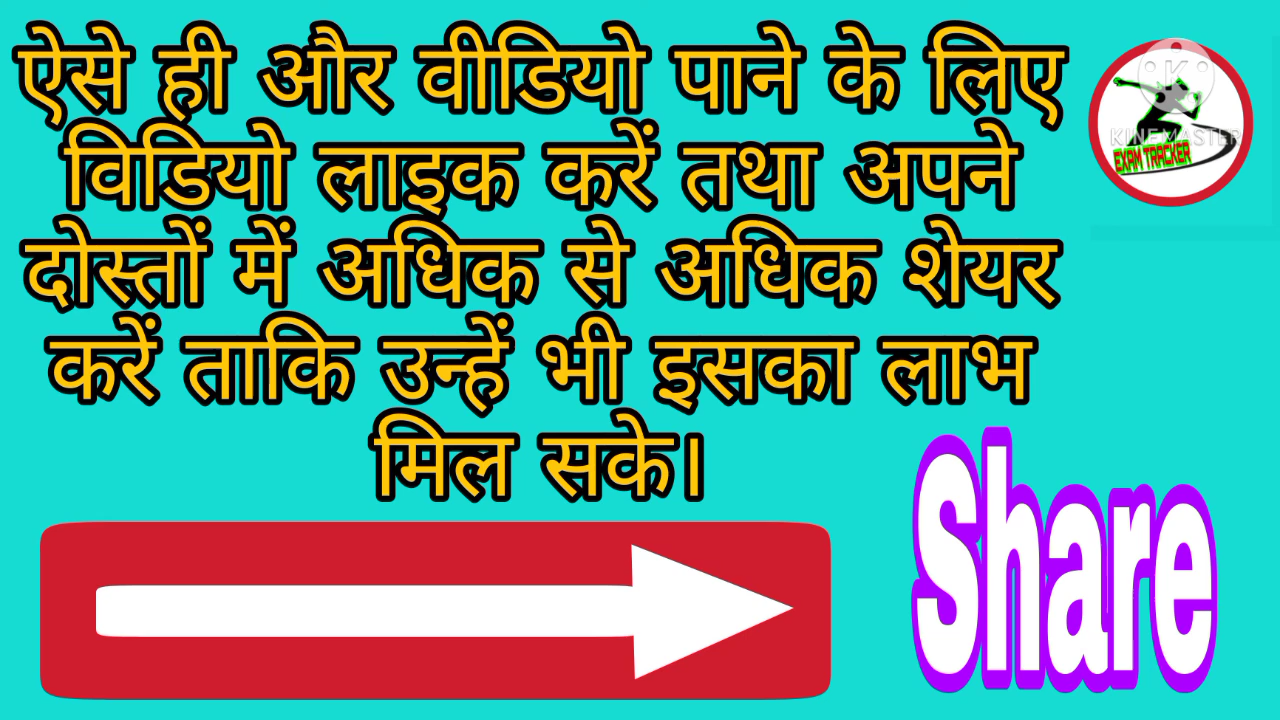 ऐसे ही और वीडियो पाने के लिए
विडियो लाइक करें तथा अपने
दोस्तों में अधिक से अधिक शेयर
करें ताकि उन्हें भी इसका लाभ
मिल सके।
K
KINEMASTER
EXAM TRACKER
Share